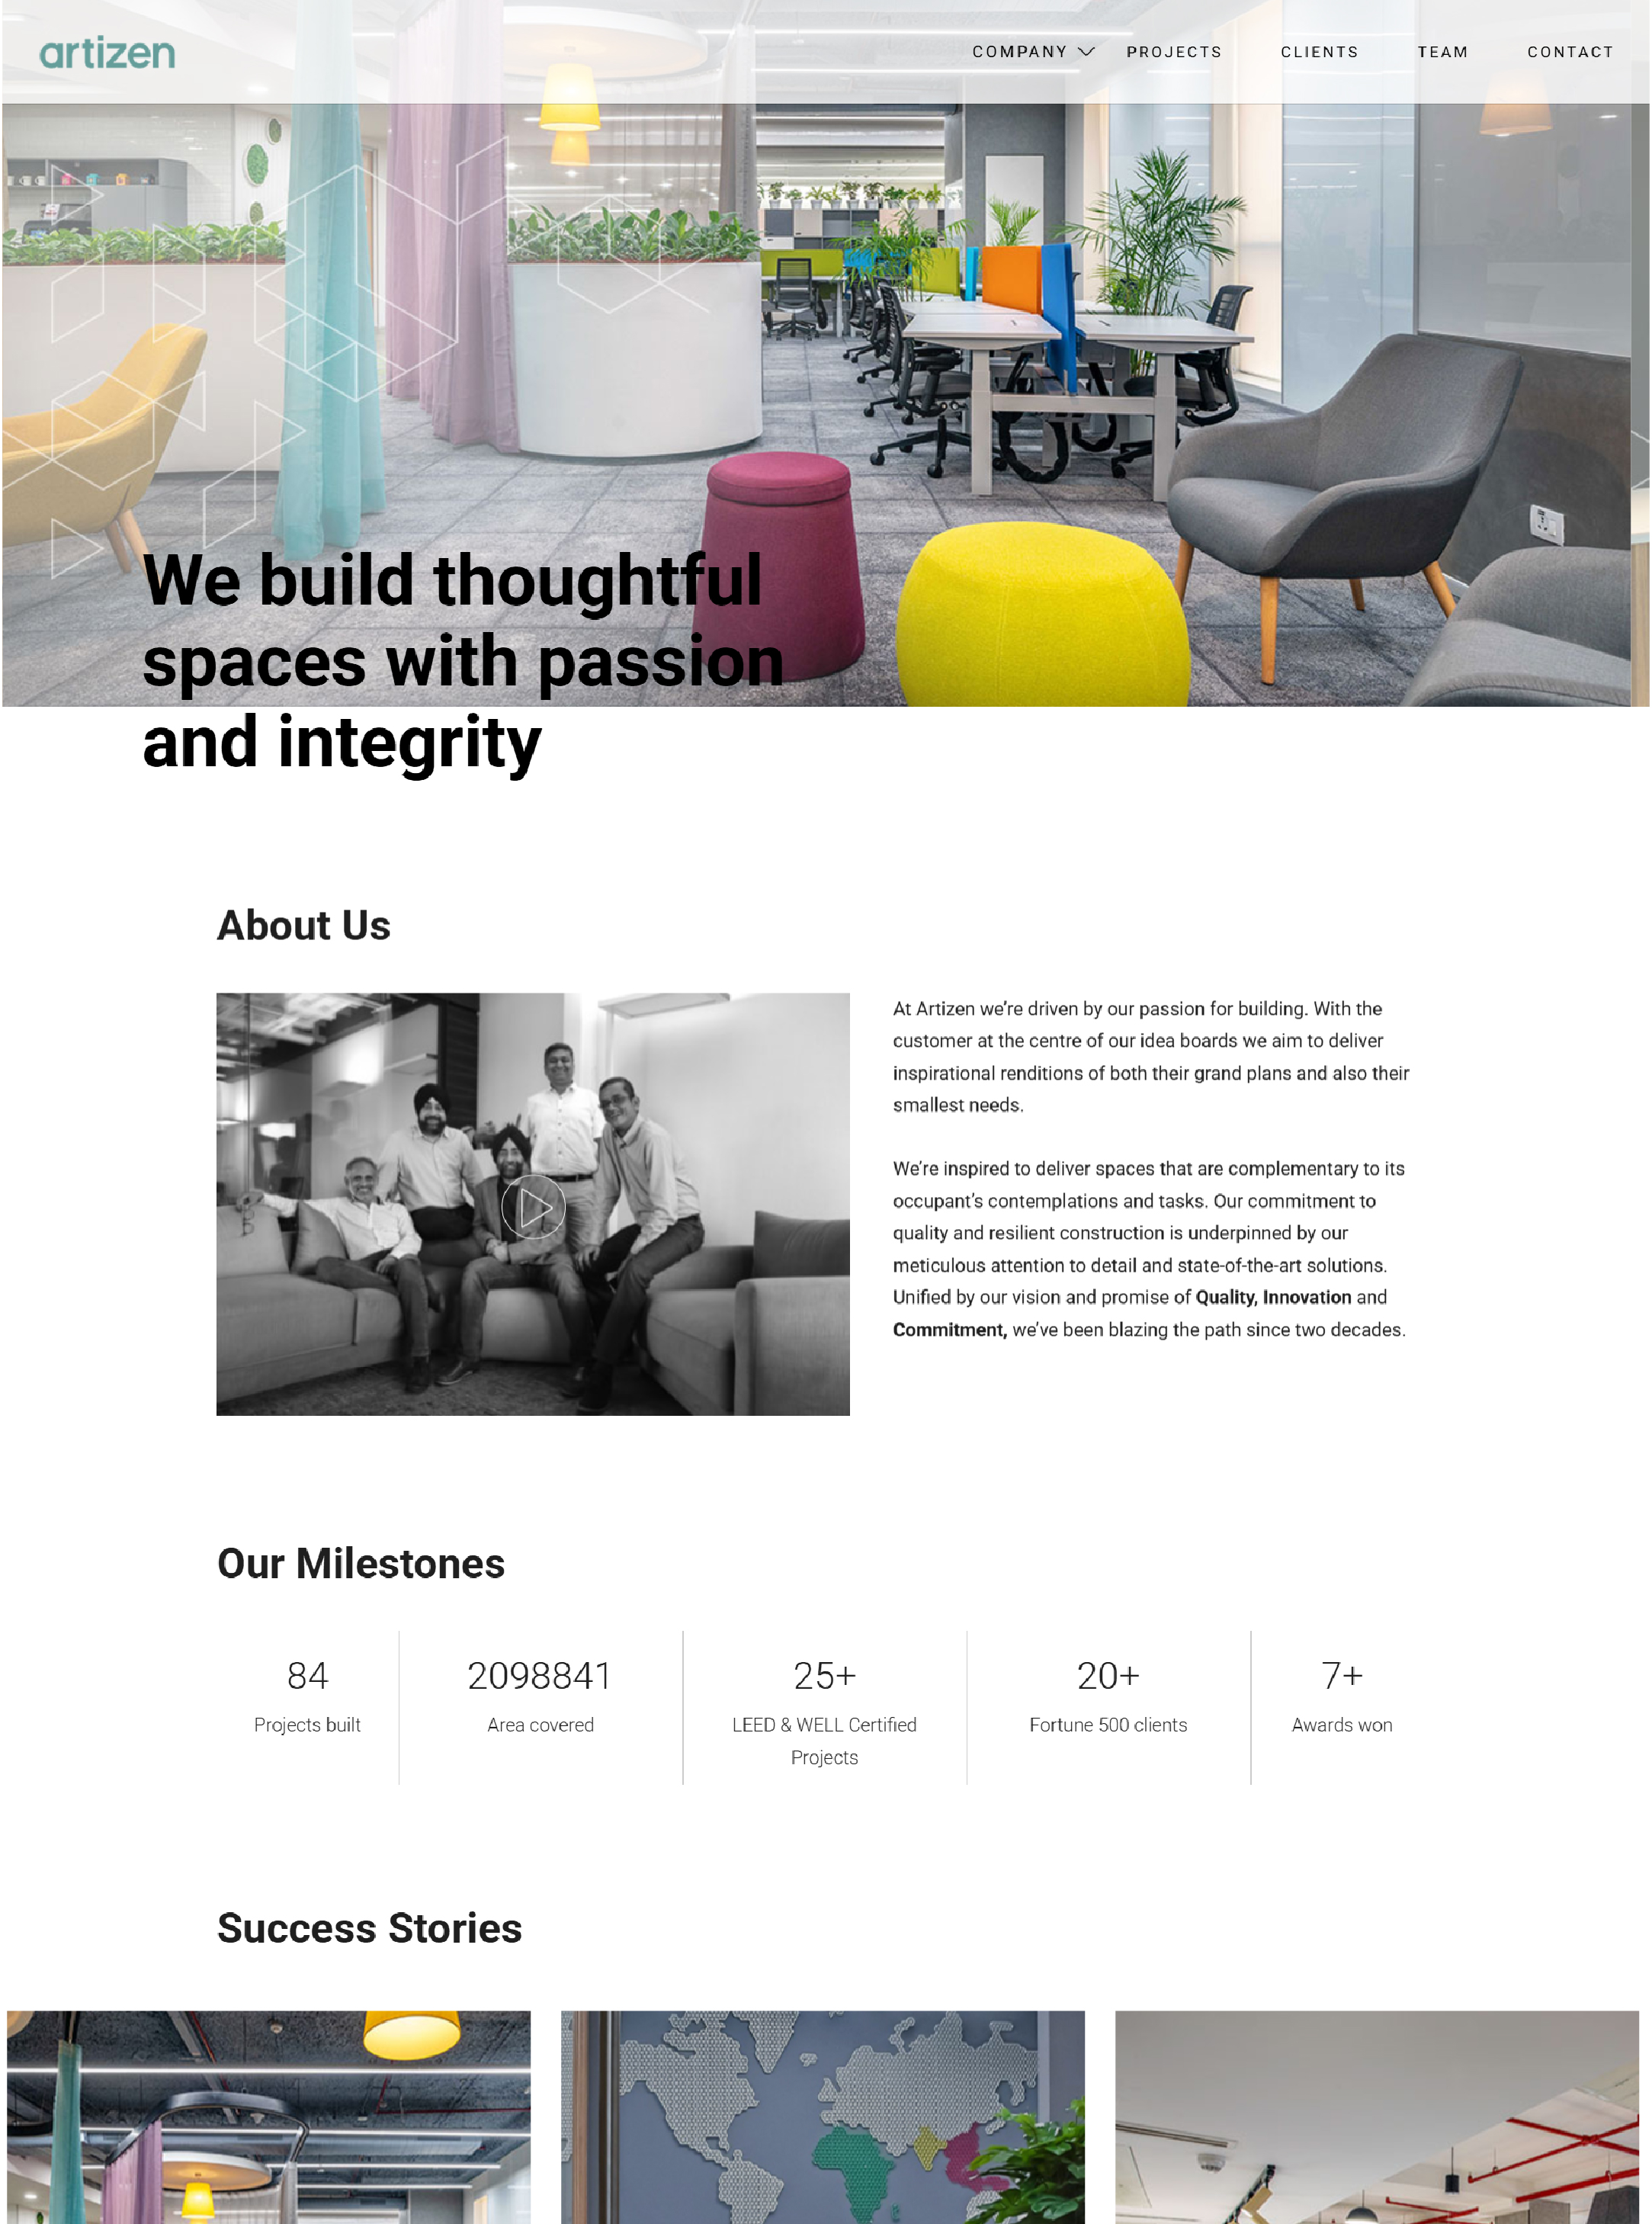 artizen
COMPANY
PROJECTS
CLIENTS
TEAM
CONTACT
We build thoughtful
spaces with passion
and integrity
About Us
At Artizen we’re driven by our passion for building. With the
customer at the centre of our idea boards we aim to deliver
inspirational renditions of both their grand plans and also their
smallest needs.
We’re inspired to deliver spaces that are complementary to its
occupant’s contemplations and tasks. Our commitment to
quality and resilient construction is underpinned by our
meticulous attention to detail and state-of-the-art solutions.
Unified by our vision and promise of Quality, Innovation and
Commitment, we’ve been blazing the path since two decades.
Our Milestones
84
Projects built
2098841
Area covered
25+
LEED & WELL Certified
Projects
20+
Fortune 500 clients
7+
Awards won
Success Stories